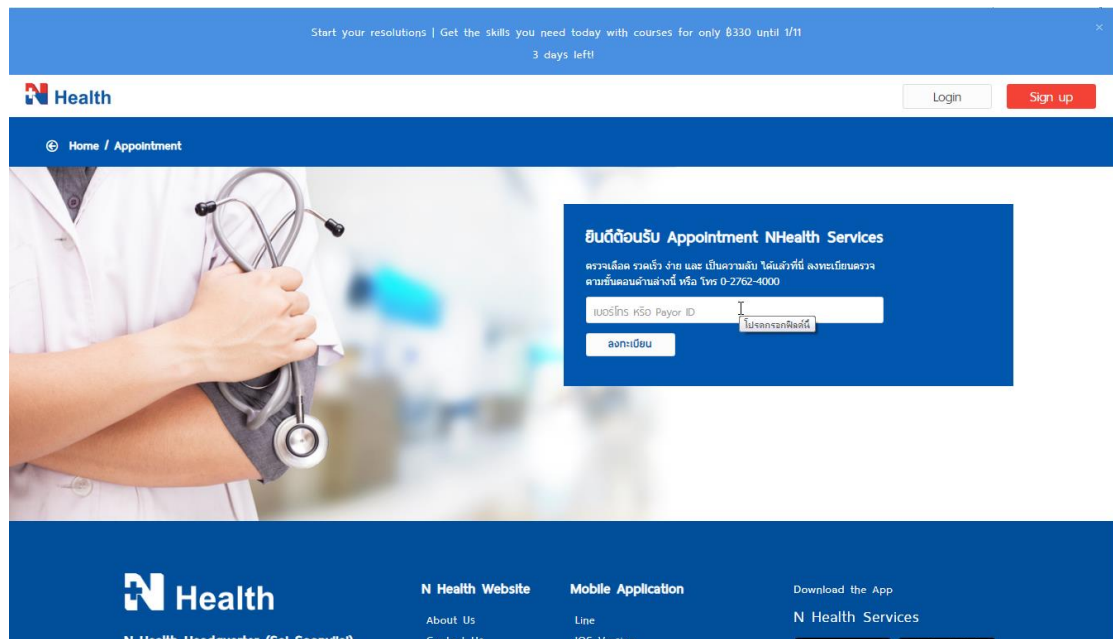 Start your resolutions | Get the skills you need today with courses for only ฿330 until 1/11
3 days left!
×
N Health
Login
Sign up
Home / Appointment
ยินดีต้อนรับ Appointment NHealth Services
ตรวจเลือด รวดเร็ว ง่าย และ เป็นความลับ ได้แล้วที่นี่ ลงทะเบียนตรวจ
ตามขั้นตอนด้านล่างนี้ หรือ โทร 0-2762-4000
เบอร์โทร หรือ Payor ID
โปรดกรอกฟิลด์นี้
ลงทะเบียน
N Health
N Health Website
Mobile Application
Download the App
About Us
Line
N Health Services